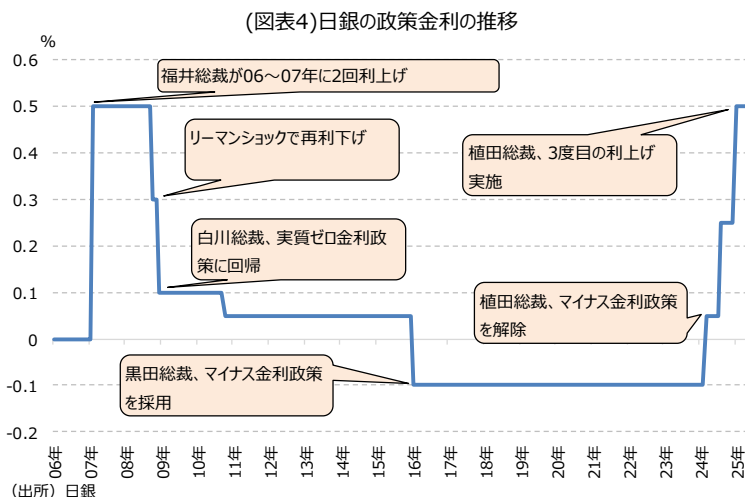 (図表4)日銀の政策金利の推移
%
0.6
0.5
0.4
0.3
0.2
0.1
0
-0.1
-0.2
福井総裁が06～07年に2回利上げ
リーマンショックで再利下げ
植田総裁、3度目の利上げ
実施
白川総裁、実質ゼロ金利政
策に回帰
植田総裁、マイナス金利政策
を解除
黒田総裁、マイナス金利政策
を採用
06年
07年
08年
09年
10年
11年
12年
13年
14年
15年
16年
17年
18年
19年
20年
21年
22年
23年
24年
25年
（出所）日銀